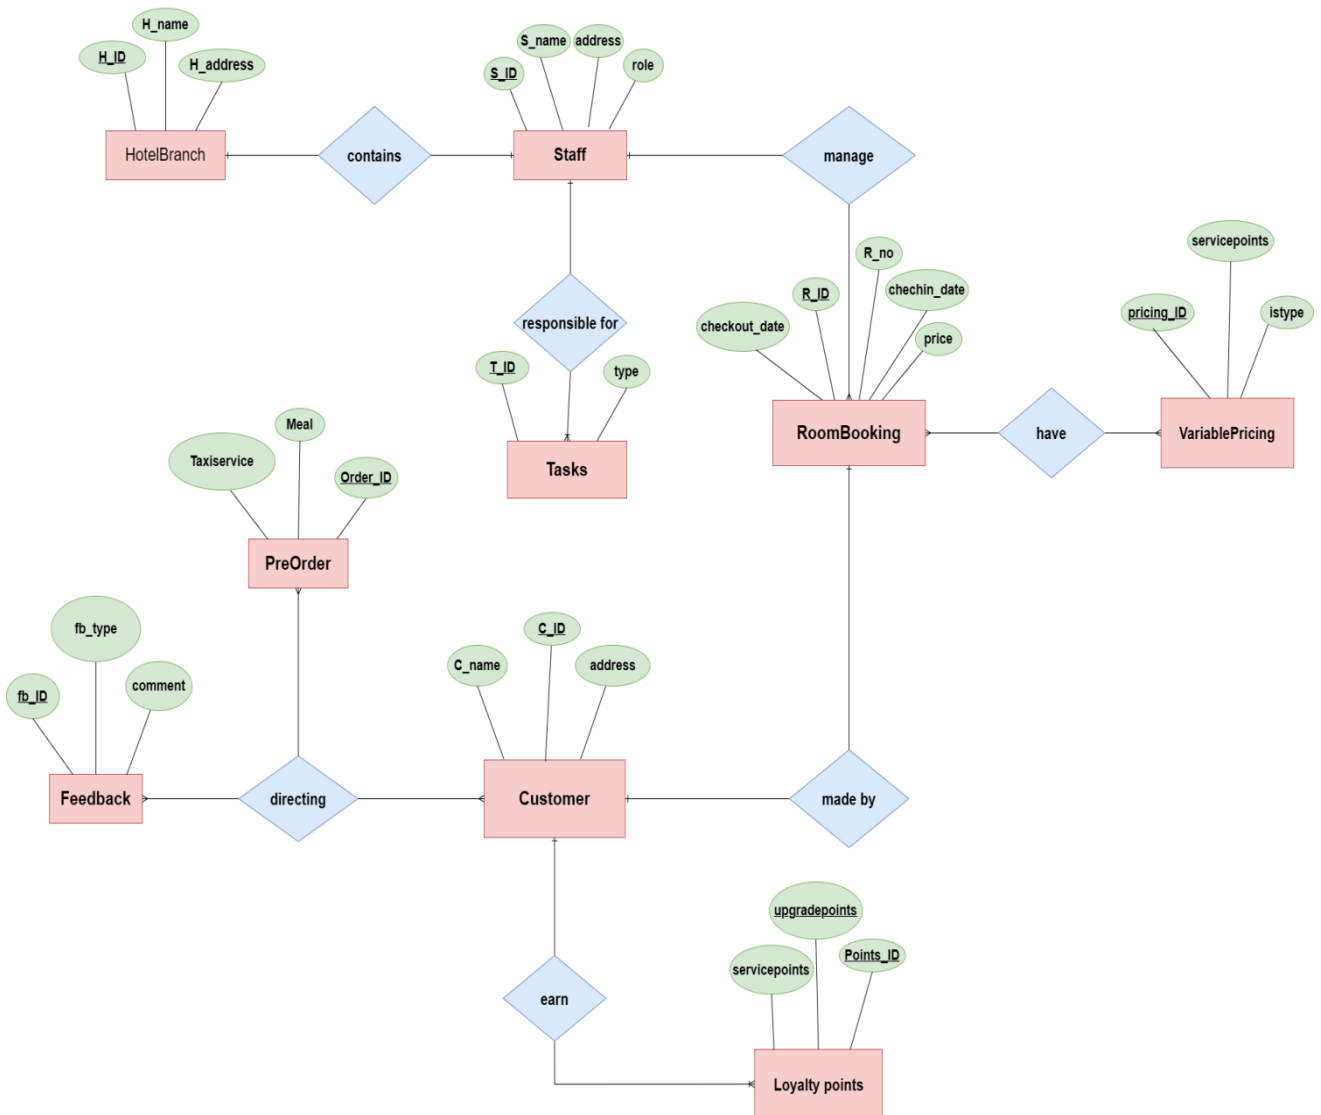 H_name
H_ID
H_address
HotelBranch
contains
S_name
address
S_ID
role
Staff
manage
responsible for
T_ID
type
Tasks
R_no
R_ID
chechin_date
checkout_date
price
RoomBooking
have
servicepoints
pricing_ID
istype
VariablePricing
Meal
Taxiservice
Order_ID
PreOrder
fb_type
fb_ID
comment
Feedback
directing
C_ID
C_name
address
Customer
made by
earn
upgradepoints
servicepoints
Points_ID
Loyalty points